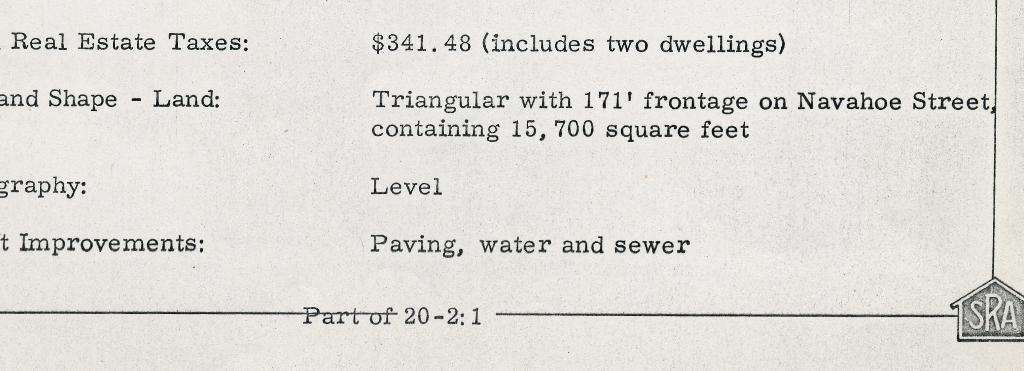 Real Estate Taxes: $341.48 (includes two dwellings)
and Shape - Land: Triangular with 171' frontage on Navahoe Street,
containing 15,700 square feet
graphy: Level
t Improvements: Paving, water and sewer
Part of 20-2:1
SRA